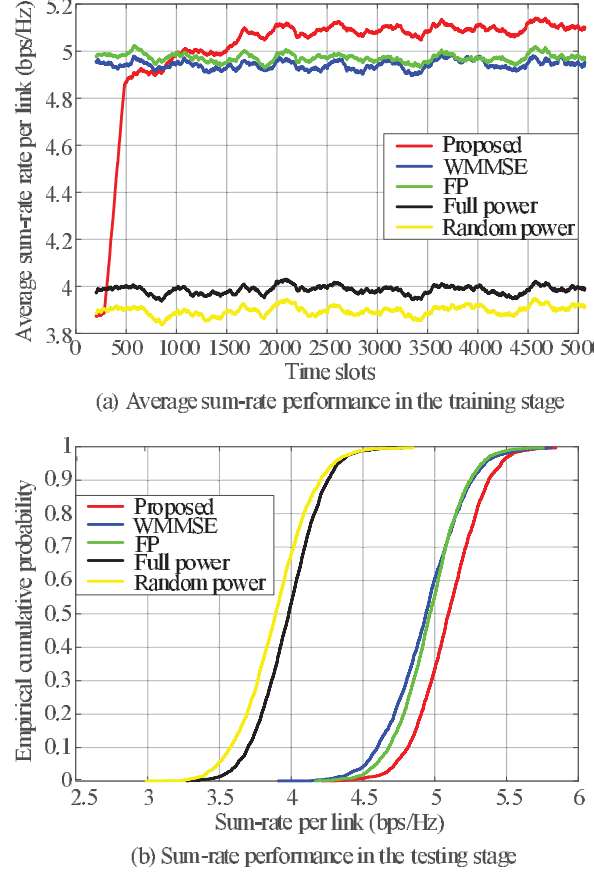 5.2
5
4.8
4.6
4.4
4.2
4
3.8
Average sum-rate rate per link (bps/Hz)
Proposed
WMMSE
FP
Full power
Random power
500 1000 1500 2000 2500 3000 3500 4000 4500 5000
Time slots
(a) Average sum-rate performance in the training stage
1
0.9
0.8
0.7
0.6
0.5
0.4
0.3
0.2
0.1
0
Empirical cumulative probability
Proposed
WMMSE
FP
Full power
Random power
2.5 3 3.5 4 4.5 5 5.5 6
Sum-rate per link (bps/Hz)
(b) Sum-rate performance in the testing stage